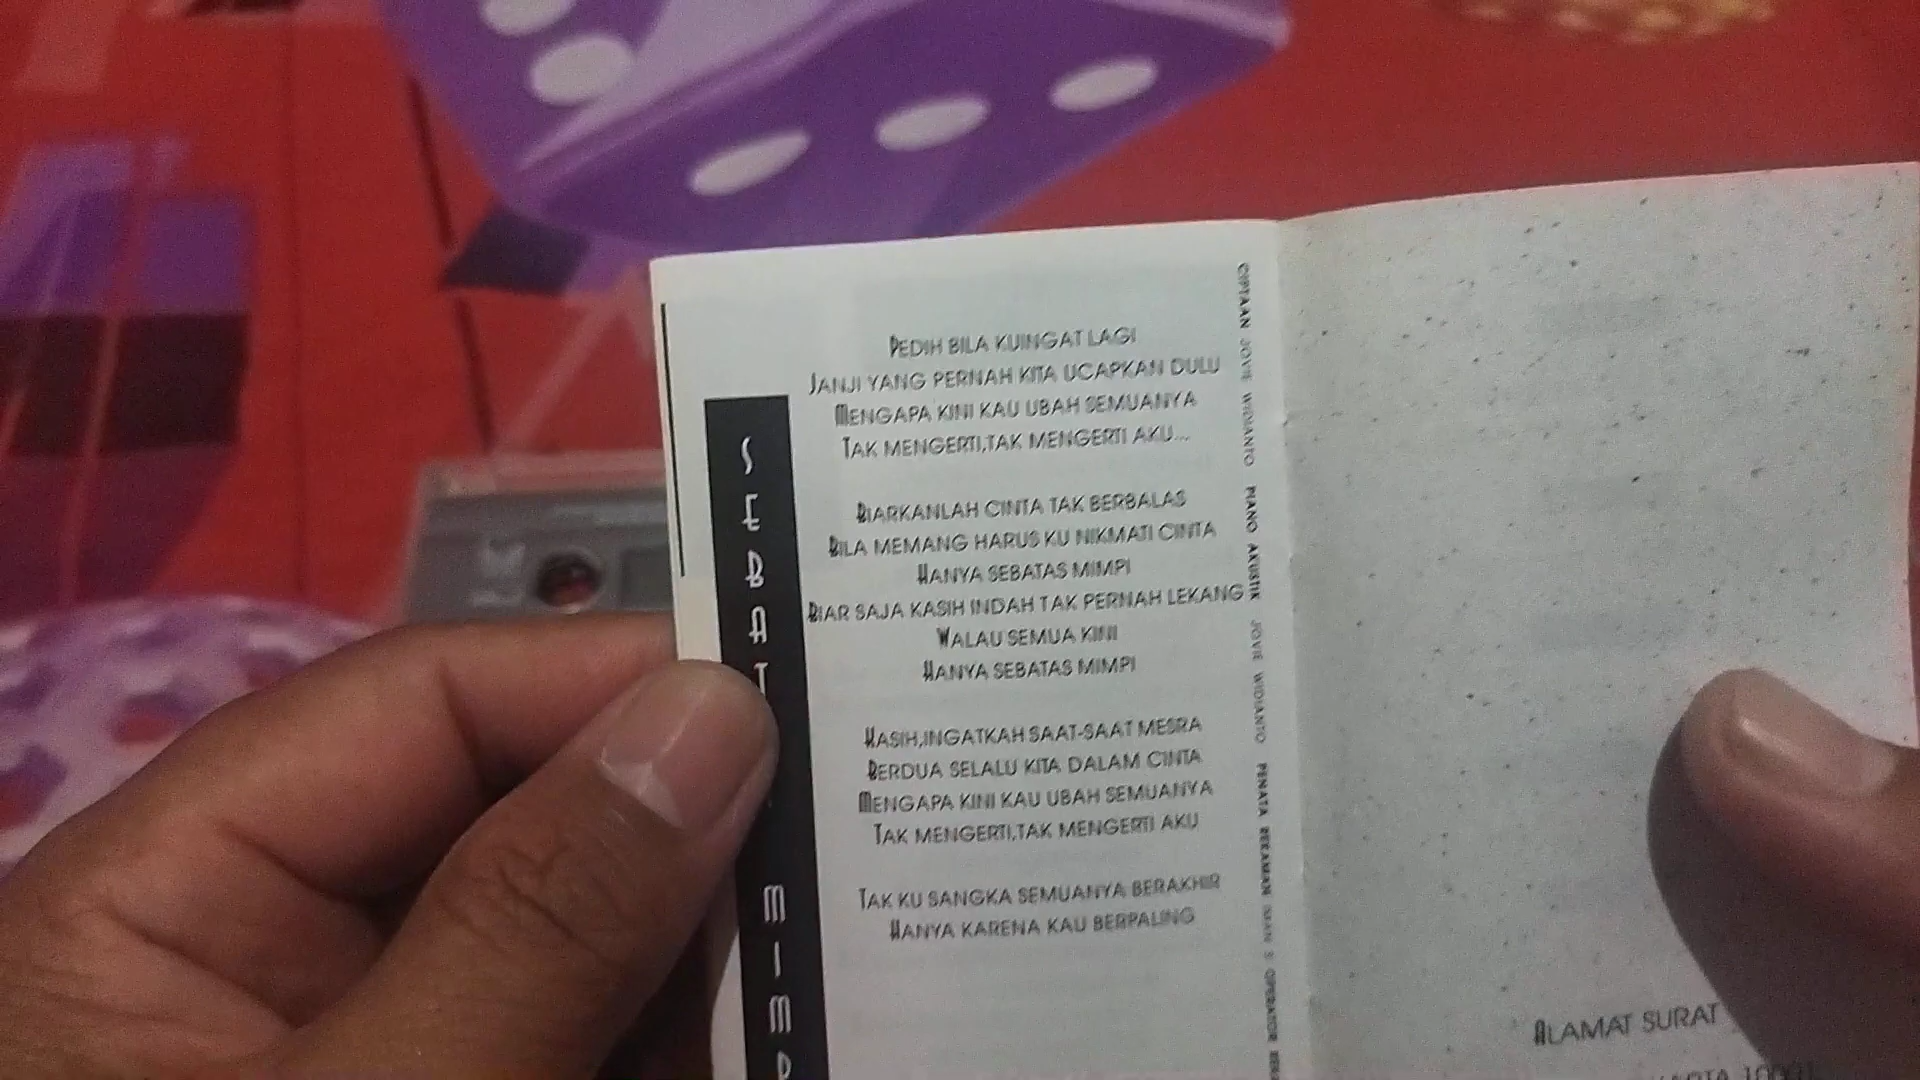 SEBAT MIMP
PEDIH BILA KUINGAT LAGI
JANJI YANG PERNAH KITA UCAPKAN DULU
MENGAPA KINI KAU UBAH SEMUANYA
TAK MENGERTI,TAK MENGERTI AKU...
BIARKANLAH CINTA TAK BERBALAS
BILA MEMANG HARUS KU NIKMATI CINTA
HANYA SEBATAS MIMPI
BIAR SAJA KASIH INDAH TAK PERNAH LEKANG
WALAU SEMUA KINI
HANYA SEBATAS MIMPI
KASIH,INGATKAH SAAT-SAAT MESRA
BERDUA SELALU KITA DALAM CINTA
MENGAPA KINI KAU UBAH SEMUANYA
TAK MENGERTI,TAK MENGERTI AKU
TAK KU SANGKA SEMUANYA BERAKHIR
HANYA KARENA KAU BERPALING
CIPTAAN JOVIE WIDIANTO PIANO AKUSTIK JOVIE WIDIANTO PENATA REKAMAN IWAN S OPERATOR
ALAMAT SURAT